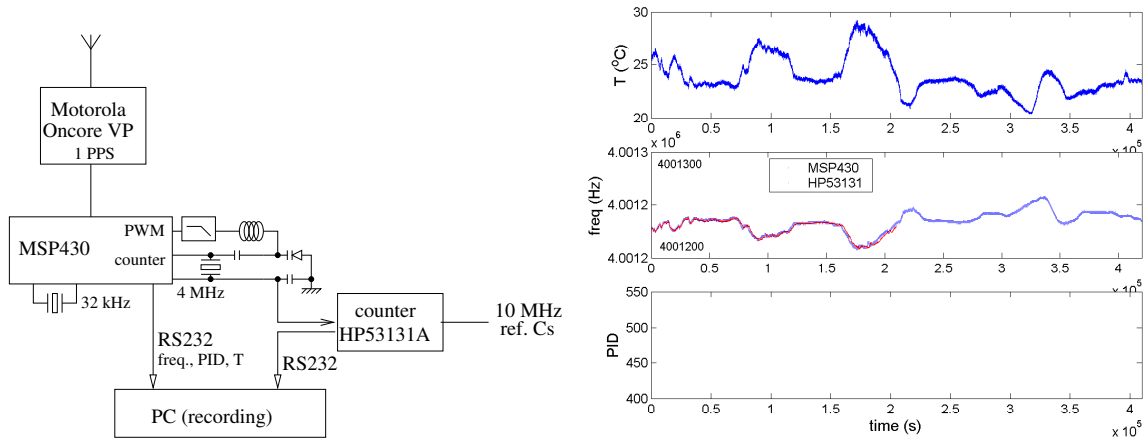 Motorola
Oncore VP
1 PPS
MSP430
PWM
counter
32 kHz
4 MHz
RS232
freq., PID, T
RS232
counter
HP53131A
10 MHz
ref. Cs
PC (recording)
T (°C)
30
25
20
0 0.5 1 1.5 2 2.5 3 3.5 4
x 10^6
x 10^5
freq (Hz)
4.0013
4.0012
4.0012
4001300
4001200
MSP430
HP53131
0 0.5 1 1.5 2 2.5 3 3.5 4
x 10^5
PID
550
500
450
400
0 0.5 1 1.5 2 2.5 3 3.5 4
time (s)
x 10^5